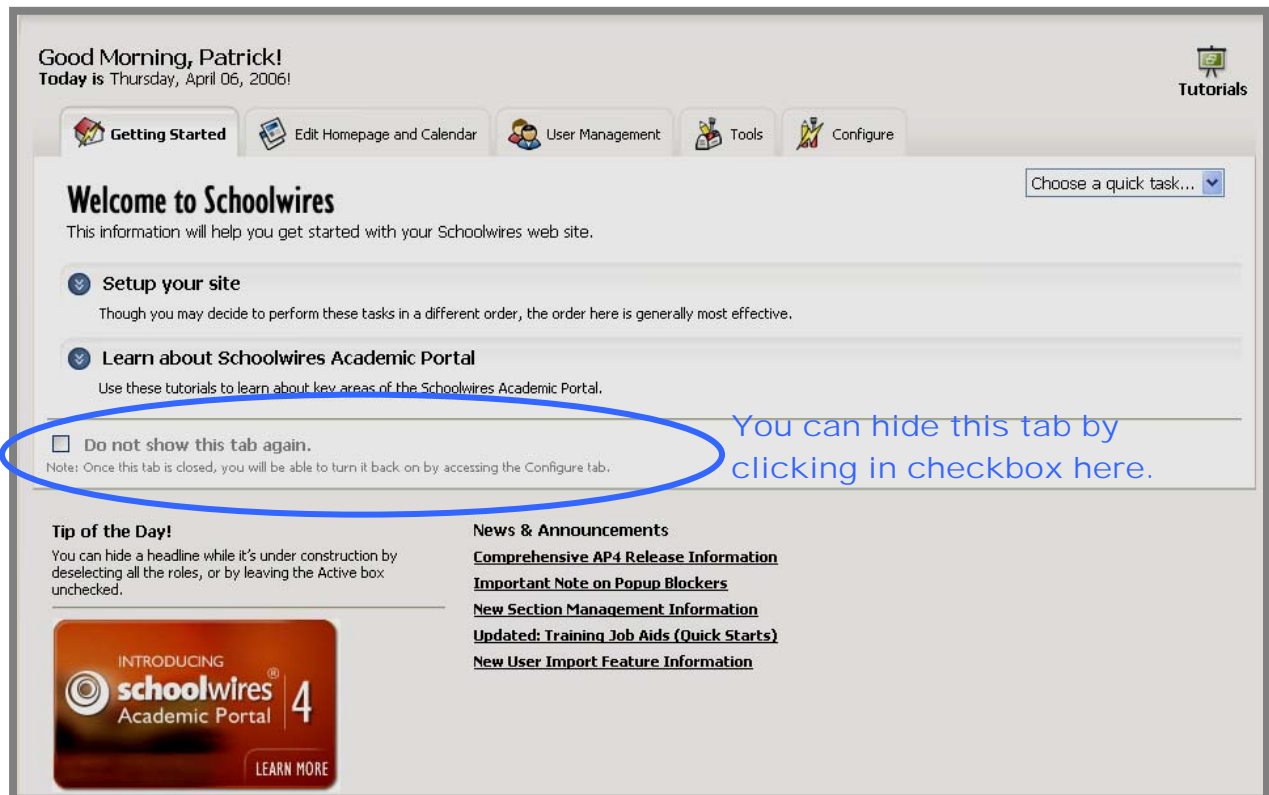 Good Morning, Patrick!
Today is Thursday, April 06, 2006!
Tutorials
Getting Started
Edit Homepage and Calendar
User Management
Tools
Configure
Choose a quick task...
Welcome to Schoolwires
This information will help you get started with your Schoolwires web site.
Setup your site
Though you may decide to perform these tasks in a different order, the order here is generally most effective.
Learn about Schoolwires Academic Portal
Use these tutorials to learn about key areas of the Schoolwires Academic Portal.
Do not show this tab again.
Note: Once this tab is closed, you will be able to turn it back on by accessing the Configure tab.
You can hide this tab by
clicking in checkbox here.
Tip of the Day!
You can hide a headline while it's under construction by
deselecting all the roles, or by leaving the Active box
unchecked.
News & Announcements
Comprehensive AP4 Release Information
Important Note on Popup Blockers
New Section Management Information
Updated: Training Job Aids (Quick Starts)
New User Import Feature Information
INTRODUCING
schoolwires®
Academic Portal 4
LEARN MORE